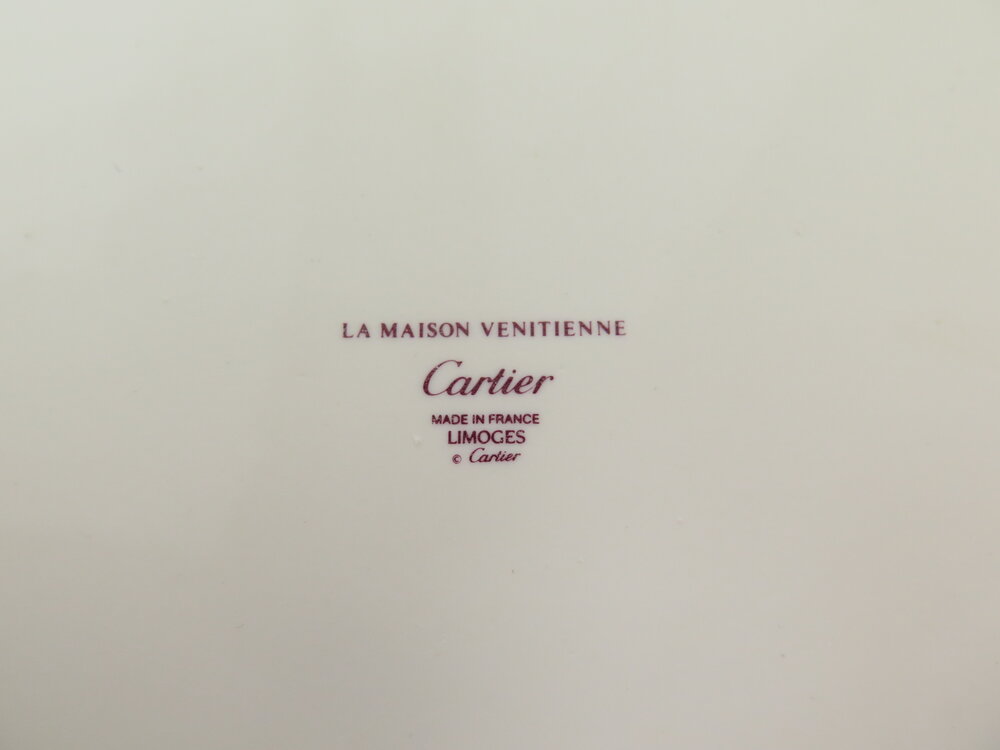 LA MAISON VENITIENNE
Cartier
MADE IN FRANCE
LIMOGES
© Cartier